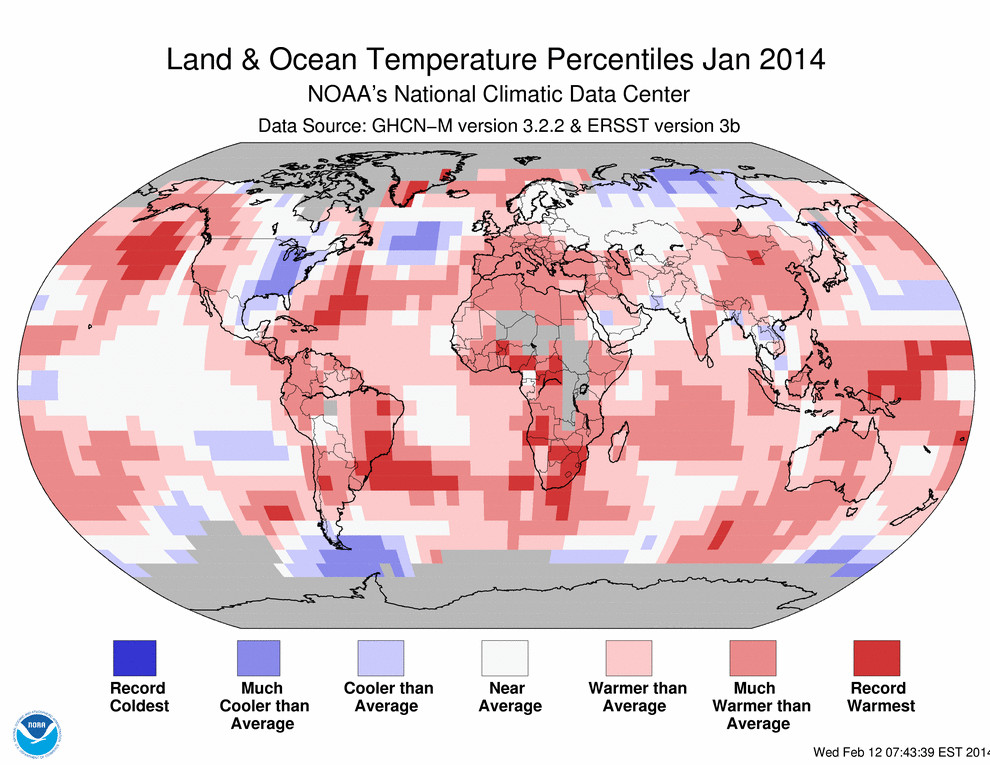 Land & Ocean Temperature Percentiles Jan 2014
NOAA's National Climatic Data Center
Data Source: GHCN−M version 3.2.2 & ERSST version 3b
Record
Coldest
Much
Cooler than
Average
Cooler than
Average
Near
Average
Warmer than
Average
Much
Warmer than
Average
Record
Warmest
NOAA
Wed Feb 12 07:43:39 EST 2014